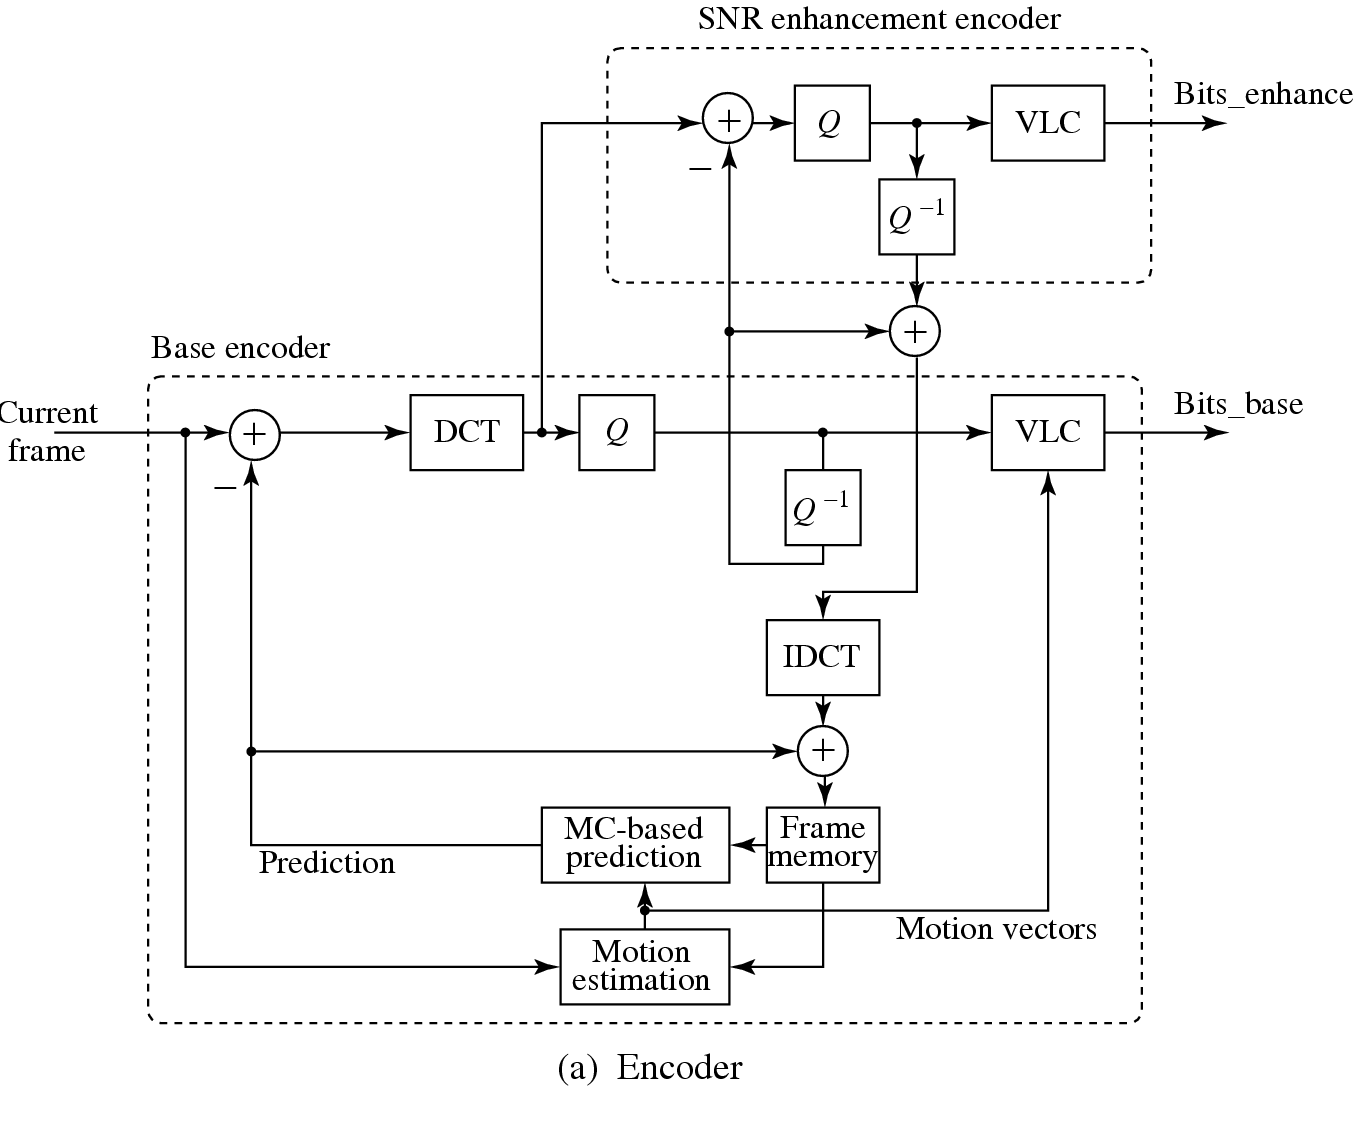 SNR enhancement encoder
Bits_enhance
+
Q
VLC
−
Q −1
+
Base encoder
Current
frame
+
DCT
Q
VLC
Bits_base
−
Q −1
IDCT
+
MC-based
prediction
Frame
memory
Prediction
Motion vectors
Motion
estimation
(a) Encoder